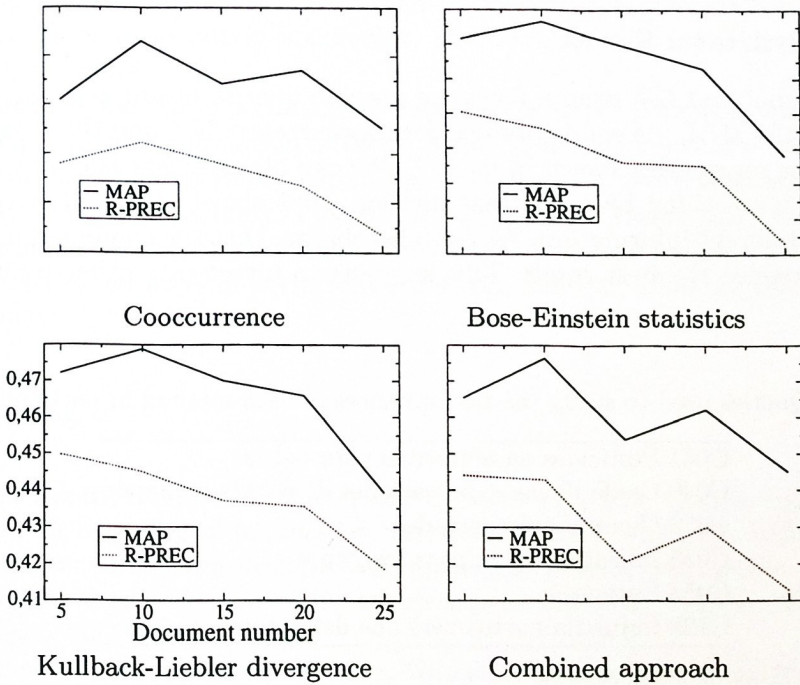 MAP
R-PREC
MAP
R-PREC
Cooccurrence
Bose-Einstein statistics
0,47
0,46
0,45
0,44
0,43
0,42
0,41
MAP
R-PREC
MAP
R-PREC
5 10 15 20 25
Document number
Kullback-Liebler divergence
Combined approach